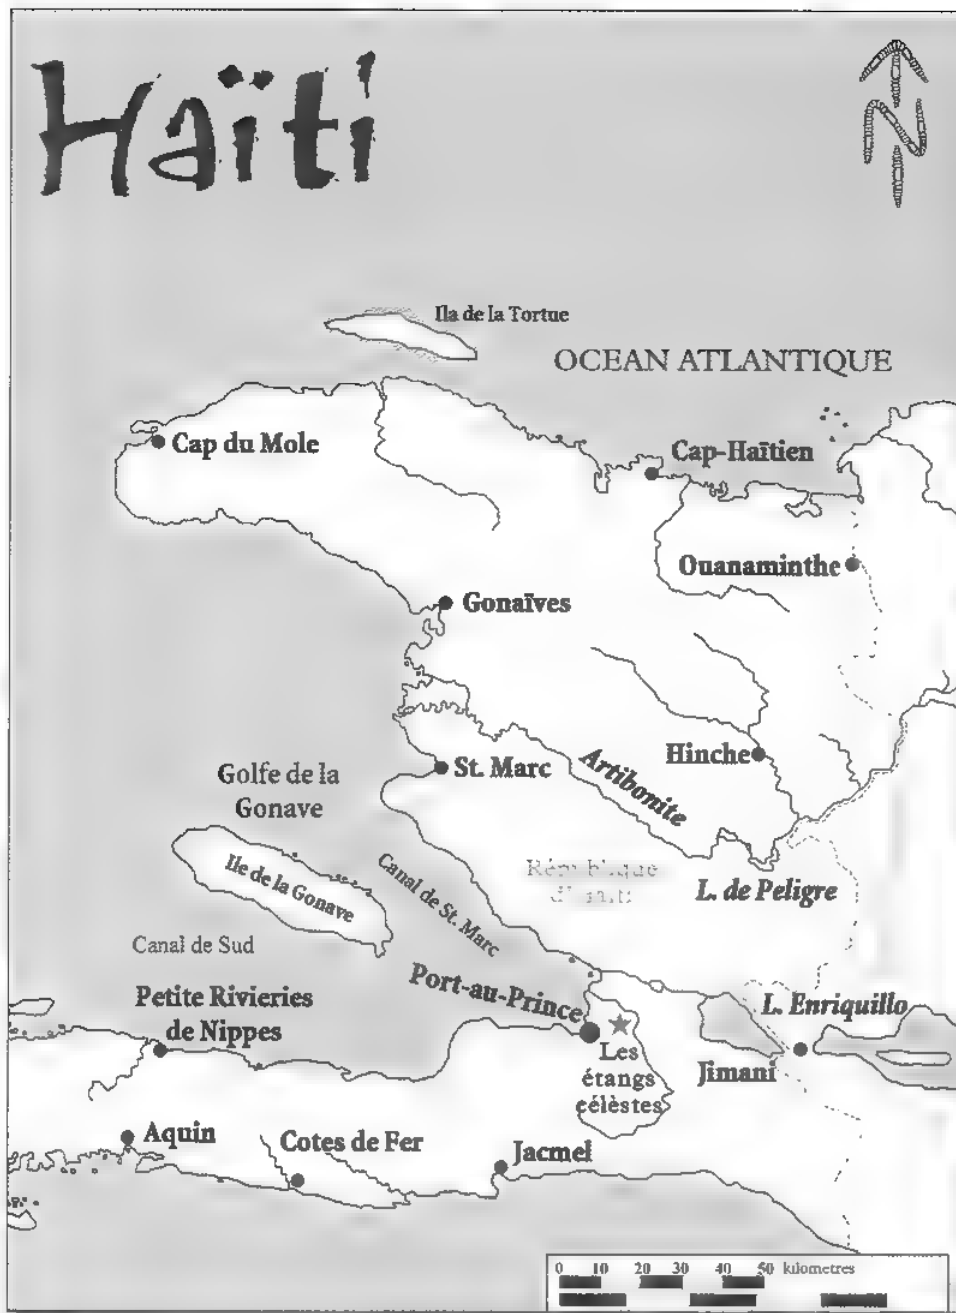 Haïti
N
Ila de la Tortue
OCEAN ATLANTIQUE
Cap du Mole
Cap-Haïtien
Ouanaminthe
Gonaïves
Hinche
St. Marc
Artibonite
Golfe de la
Gonave
Ile de la Gonave
Canal de St. Marc
République
d'Haiti
L. de Peligre
Canal de Sud
Port-au-Prince
Petite Rivieries
de Nippes
L. Enriquillo
Les
étangs
célèstes
Jimani
Aquin
Cotes de Fer
Jacmel
0 10 20 30 40 50 kilometres